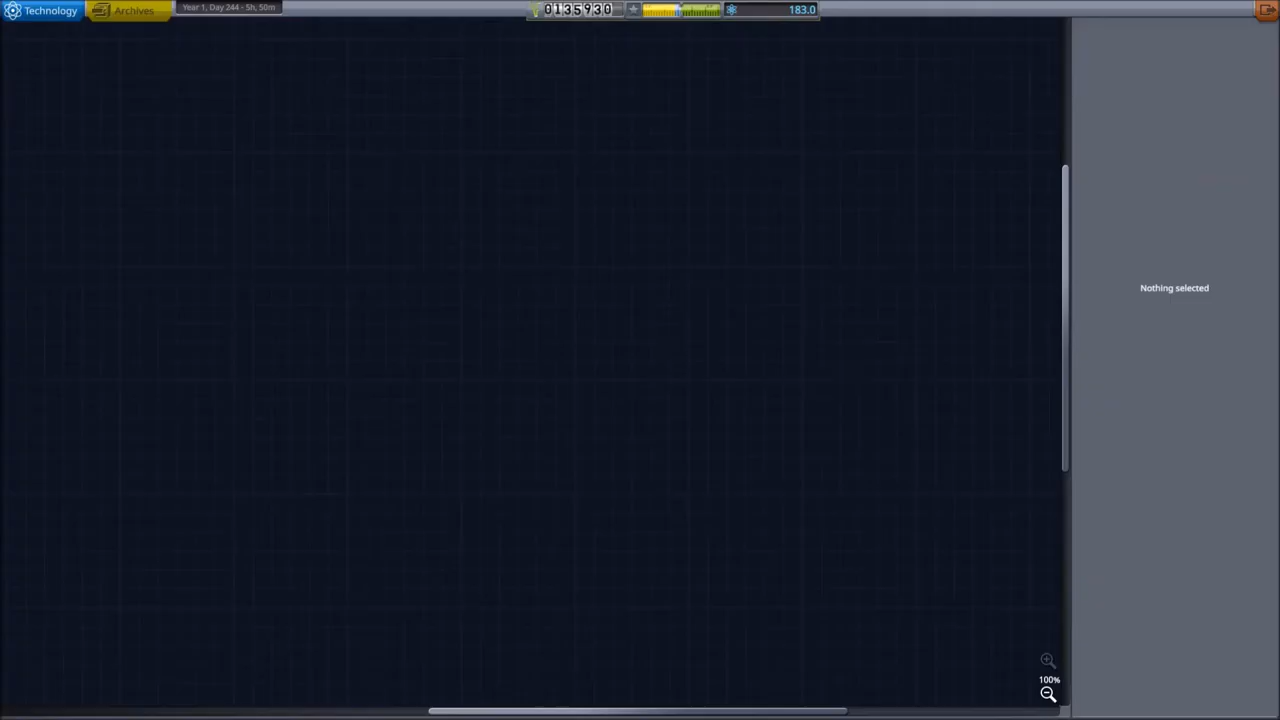 Technology
Archives
Year 1, Day 244 - 5h, 50m
0135930
183.0
Nothing selected
100%